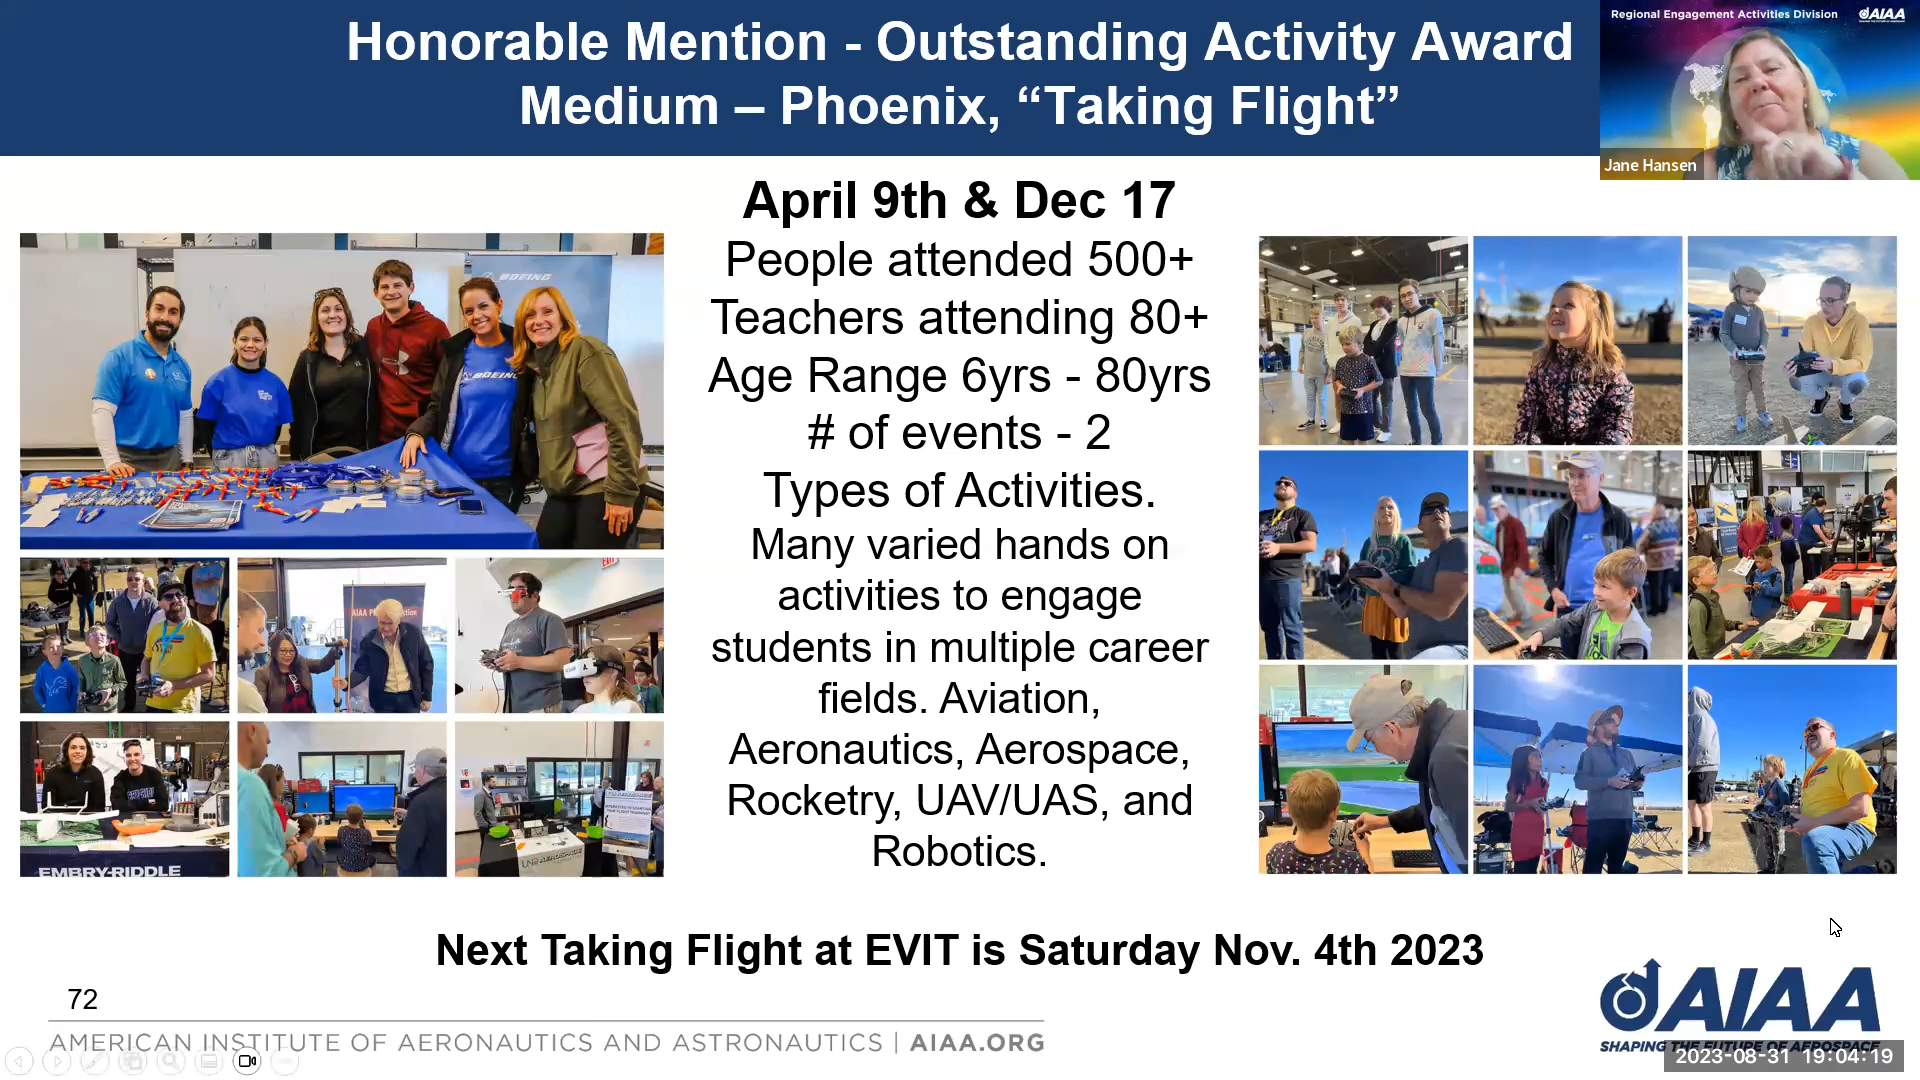 Honorable Mention - Outstanding Activity Award
Medium – Phoenix, “Taking Flight”
Regional Engagement Activities Division
AIAA
Jane Hansen
April 9th & Dec 17
People attended 500+
Teachers attending 80+
Age Range 6yrs - 80yrs
# of events - 2
Types of Activities.
Many varied hands on
activities to engage
students in multiple career
fields. Aviation,
Aeronautics, Aerospace,
Rocketry, UAV/UAS, and
Robotics.
BOEING
BOEING
EXIT
EMBRY-RIDDLE
Next Taking Flight at EVIT is Saturday Nov. 4th 2023
72
AMERICAN INSTITUTE OF AERONAUTICS AND ASTRONAUTICS | AIAA.ORG
AIAA
SHAPING THE FUTURE OF AEROSPACE
2023-08-31 19:04:19